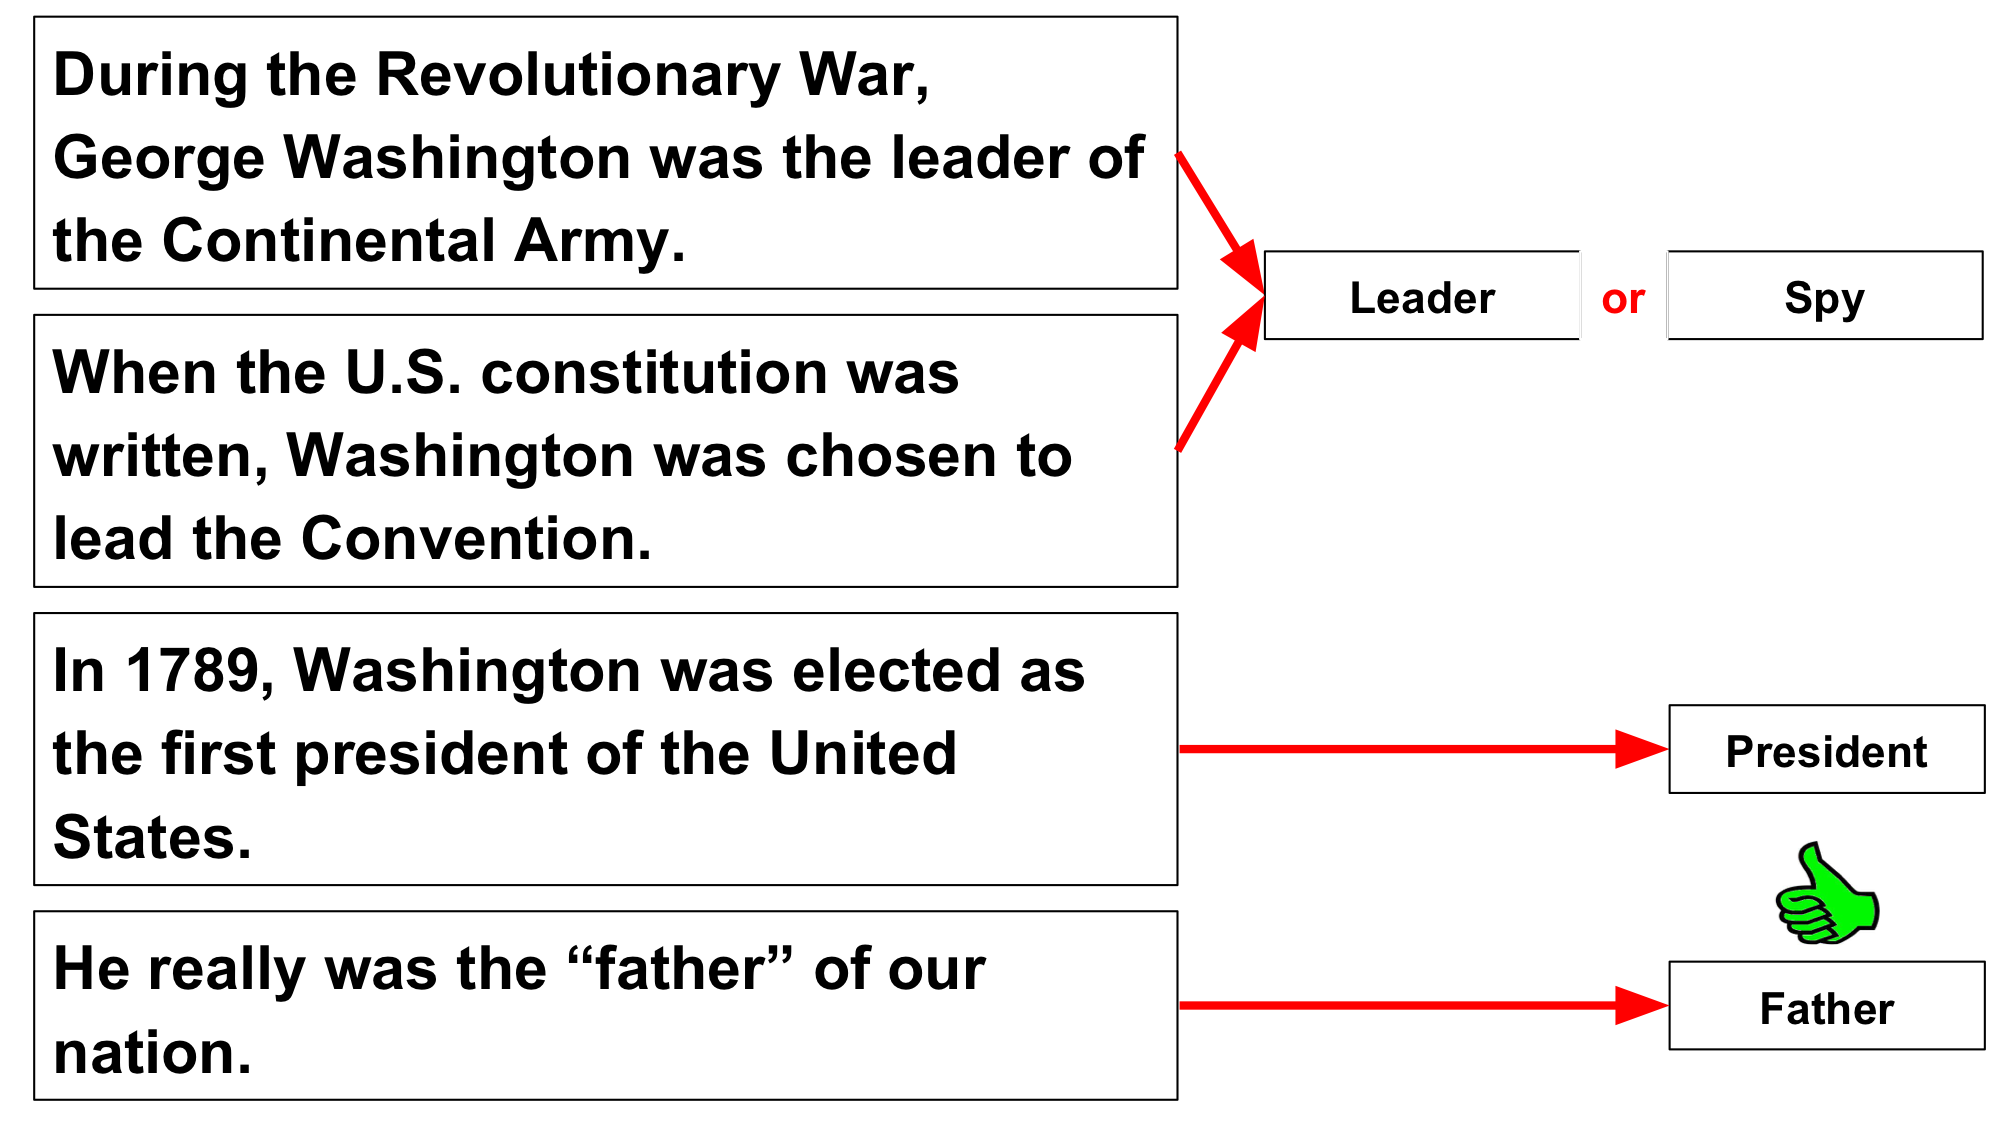 During the Revolutionary War,
George Washington was the leader of
the Continental Army.
Leader or Spy
When the U.S. constitution was
written, Washington was chosen to
lead the Convention.
In 1789, Washington was elected as
the first president of the United
States.
President
He really was the “father” of our
nation.
Father